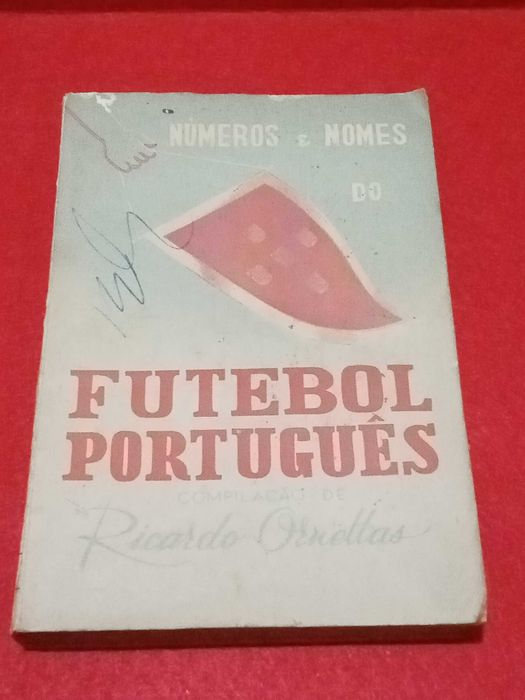 NÚMEROS E NOMES
DO
FUTEBOL
PORTUGUÊS
COMPILAÇÃO DE
Ricardo Ornellas